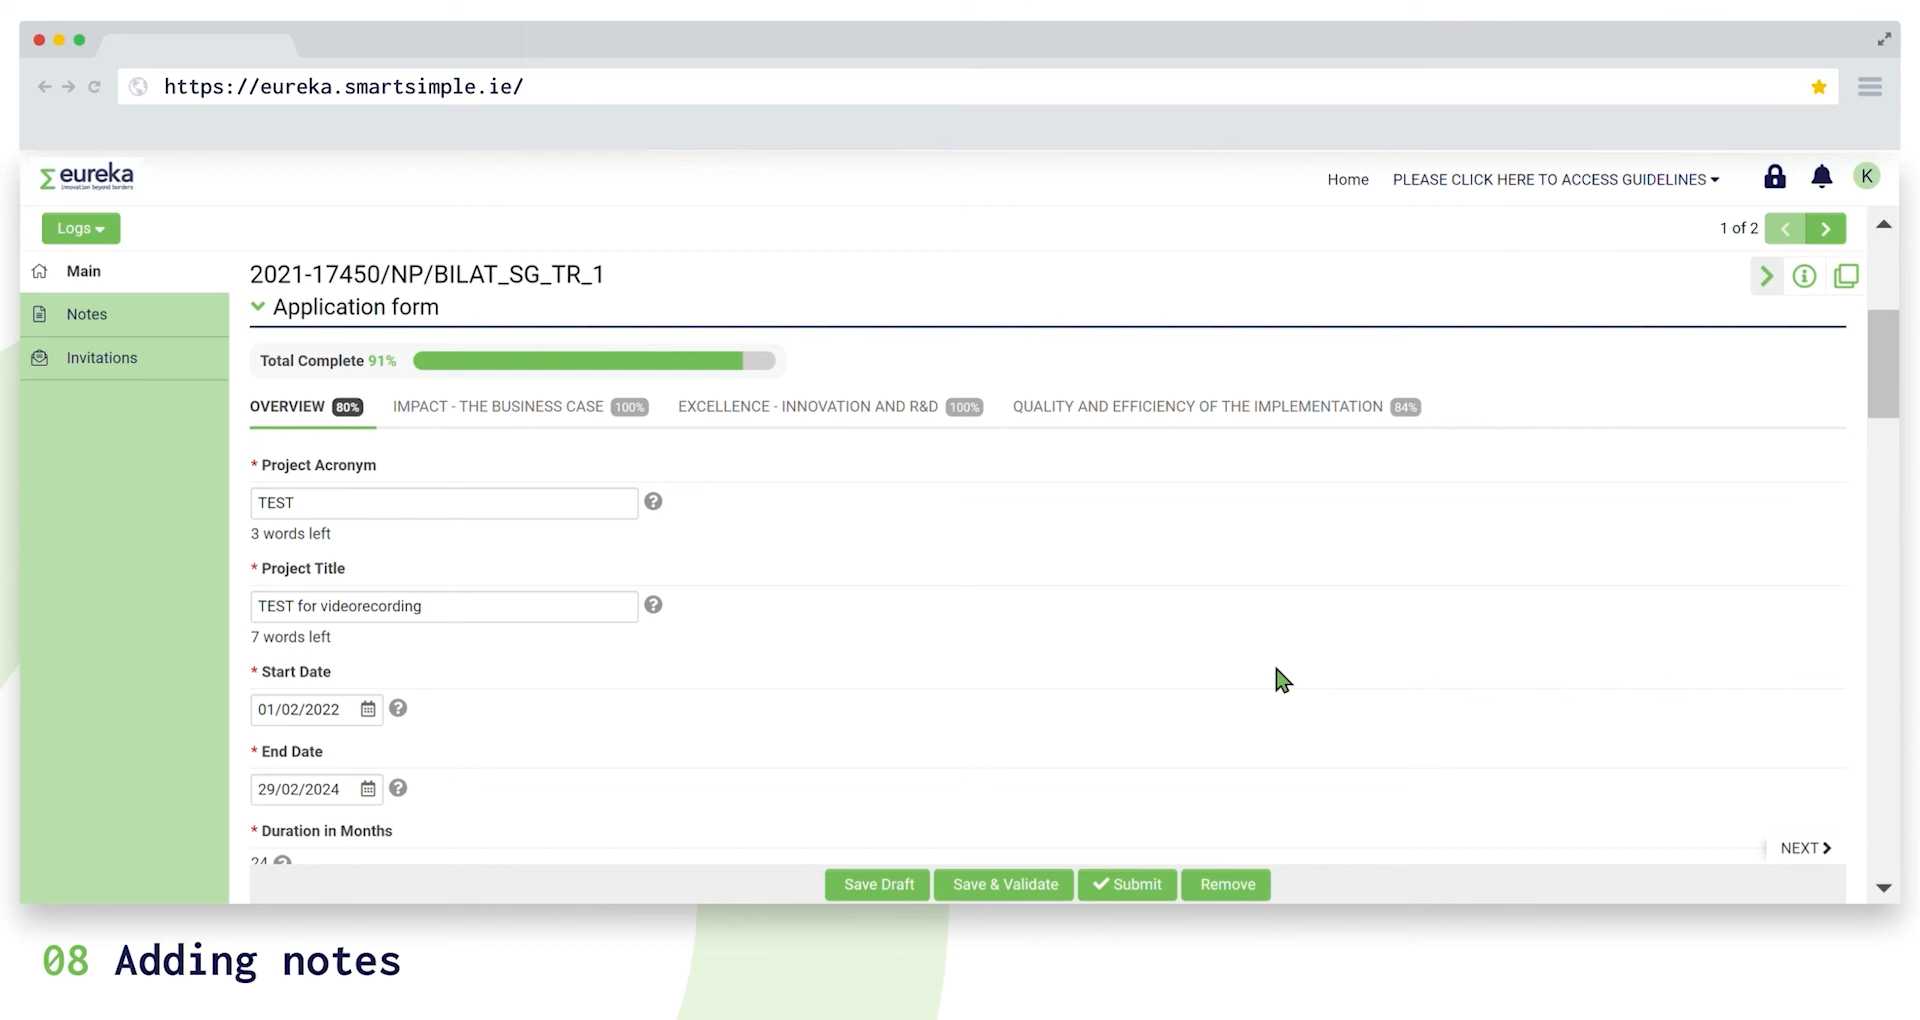 https://eureka.smartsimple.ie/
eureka
innovation beyond borders
Home
PLEASE CLICK HERE TO ACCESS GUIDELINES
K
Logs
1 of 2
Main
Notes
Invitations
2021-17450/NP/BILAT_SG_TR_1
Application form
Total Complete 91%
OVERVIEW 80%
IMPACT - THE BUSINESS CASE 100%
EXCELLENCE - INNOVATION AND R&D 100%
QUALITY AND EFFICIENCY OF THE IMPLEMENTATION 84%
* Project Acronym
TEST
3 words left
* Project Title
TEST for videorecording
7 words left
* Start Date
01/02/2022
* End Date
29/02/2024
* Duration in Months
24
NEXT
Save Draft
Save & Validate
Submit
Remove
08 Adding notes